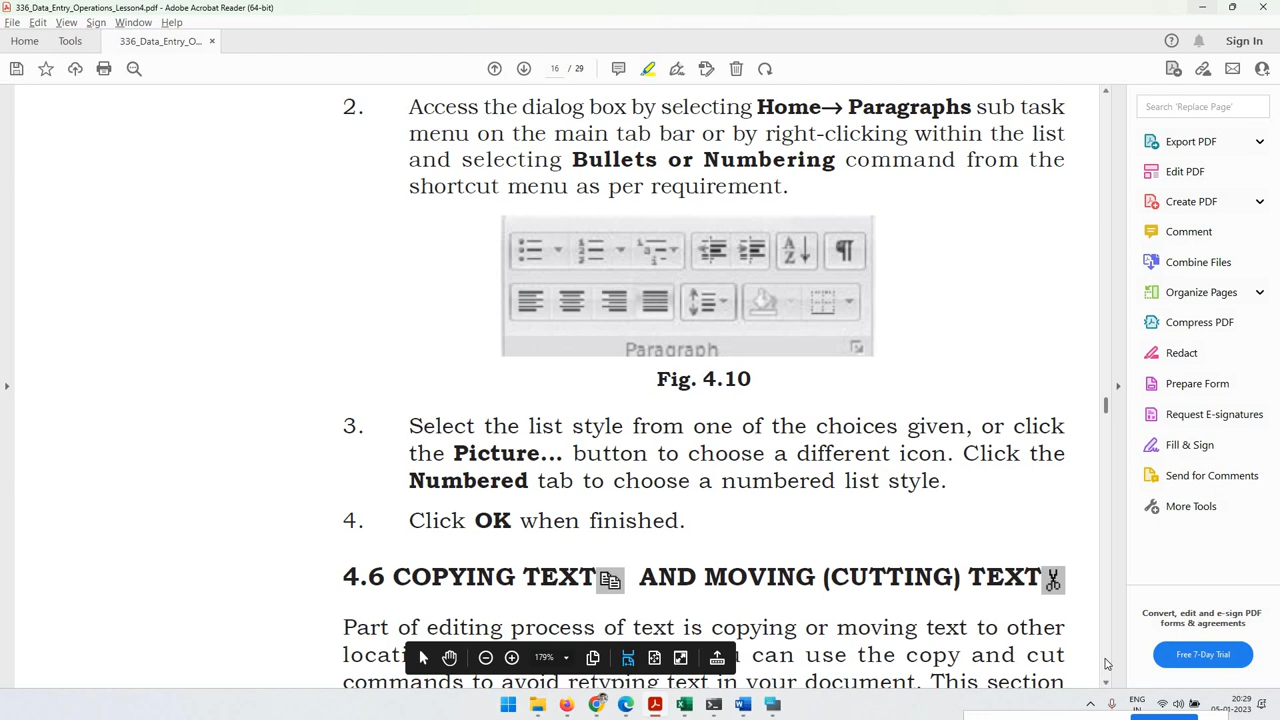 336_Data_Entry_Operations_Lesson4.pdf - Adobe Acrobat Reader (64-bit)
File Edit View Sign Window Help
Home Tools 336_Data_Entry_O... × Sign In
16 / 29
Search 'Replace Page'
2. Access the dialog box by selecting Home→ Paragraphs sub task
menu on the main tab bar or by right-clicking within the list
and selecting Bullets or Numbering command from the
shortcut menu as per requirement.
Paragraph
Fig. 4.10
3. Select the list style from one of the choices given, or click
the Picture... button to choose a different icon. Click the
Numbered tab to choose a numbered list style.
4. Click OK when finished.
4.6 COPYING TEXT AND MOVING (CUTTING) TEXT
Part of editing process of text is copying or moving text to other
locati
can use the copy and cut
commands to avoid retyping text in your document. This section
179%
Export PDF
Edit PDF
Create PDF
Comment
Combine Files
Organize Pages
Compress PDF
Redact
Prepare Form
Request E-signatures
Fill & Sign
Send for Comments
More Tools
Convert, edit and e-sign PDF
forms & agreements
Free 7-Day Trial
ENG
IN
20:29
05-01-2023